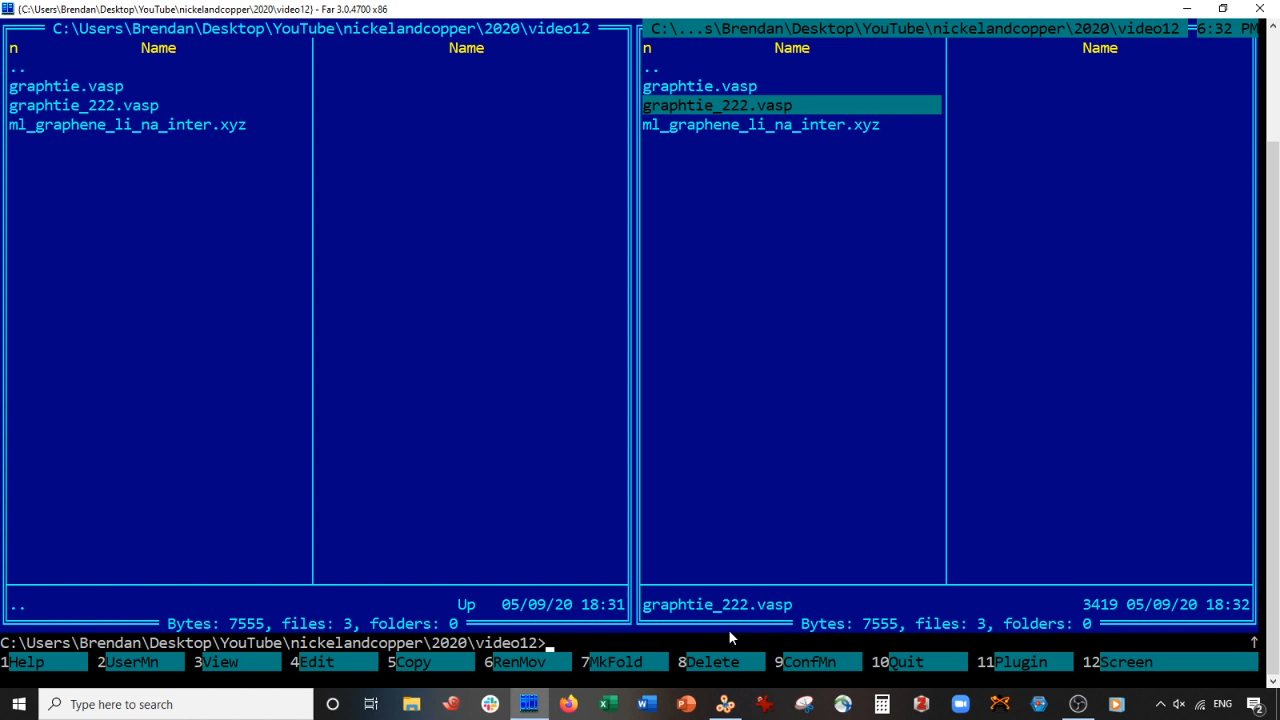 {C:\Users\Brendan\Desktop\YouTube\nickelandcopper\2020\video12} - Far 3.0.4700 x86
C:\Users\Brendan\Desktop\YouTube\nickelandcopper\2020\video12
n Name Name
..
graphtie.vasp
graphtie_222.vasp
ml_graphene_li_na_inter.xyz
.. Up 05/09/20 18:31
Bytes: 7555, files: 3, folders: 0
C:\...s\Brendan\Desktop\YouTube\nickelandcopper\2020\video12 6:32 PM
n Name Name
..
graphtie.vasp
graphtie_222.vasp
ml_graphene_li_na_inter.xyz
graphtie_222.vasp 3419 05/09/20 18:32
Bytes: 7555, files: 3, folders: 0
C:\Users\Brendan\Desktop\YouTube\nickelandcopper\2020\video12>
1Help 2UserMn 3View 4Edit 5Copy 6RenMov 7MkFold 8Delete 9ConfMn 10Quit 11Plugin 12Screen
Type here to search
ENG
2